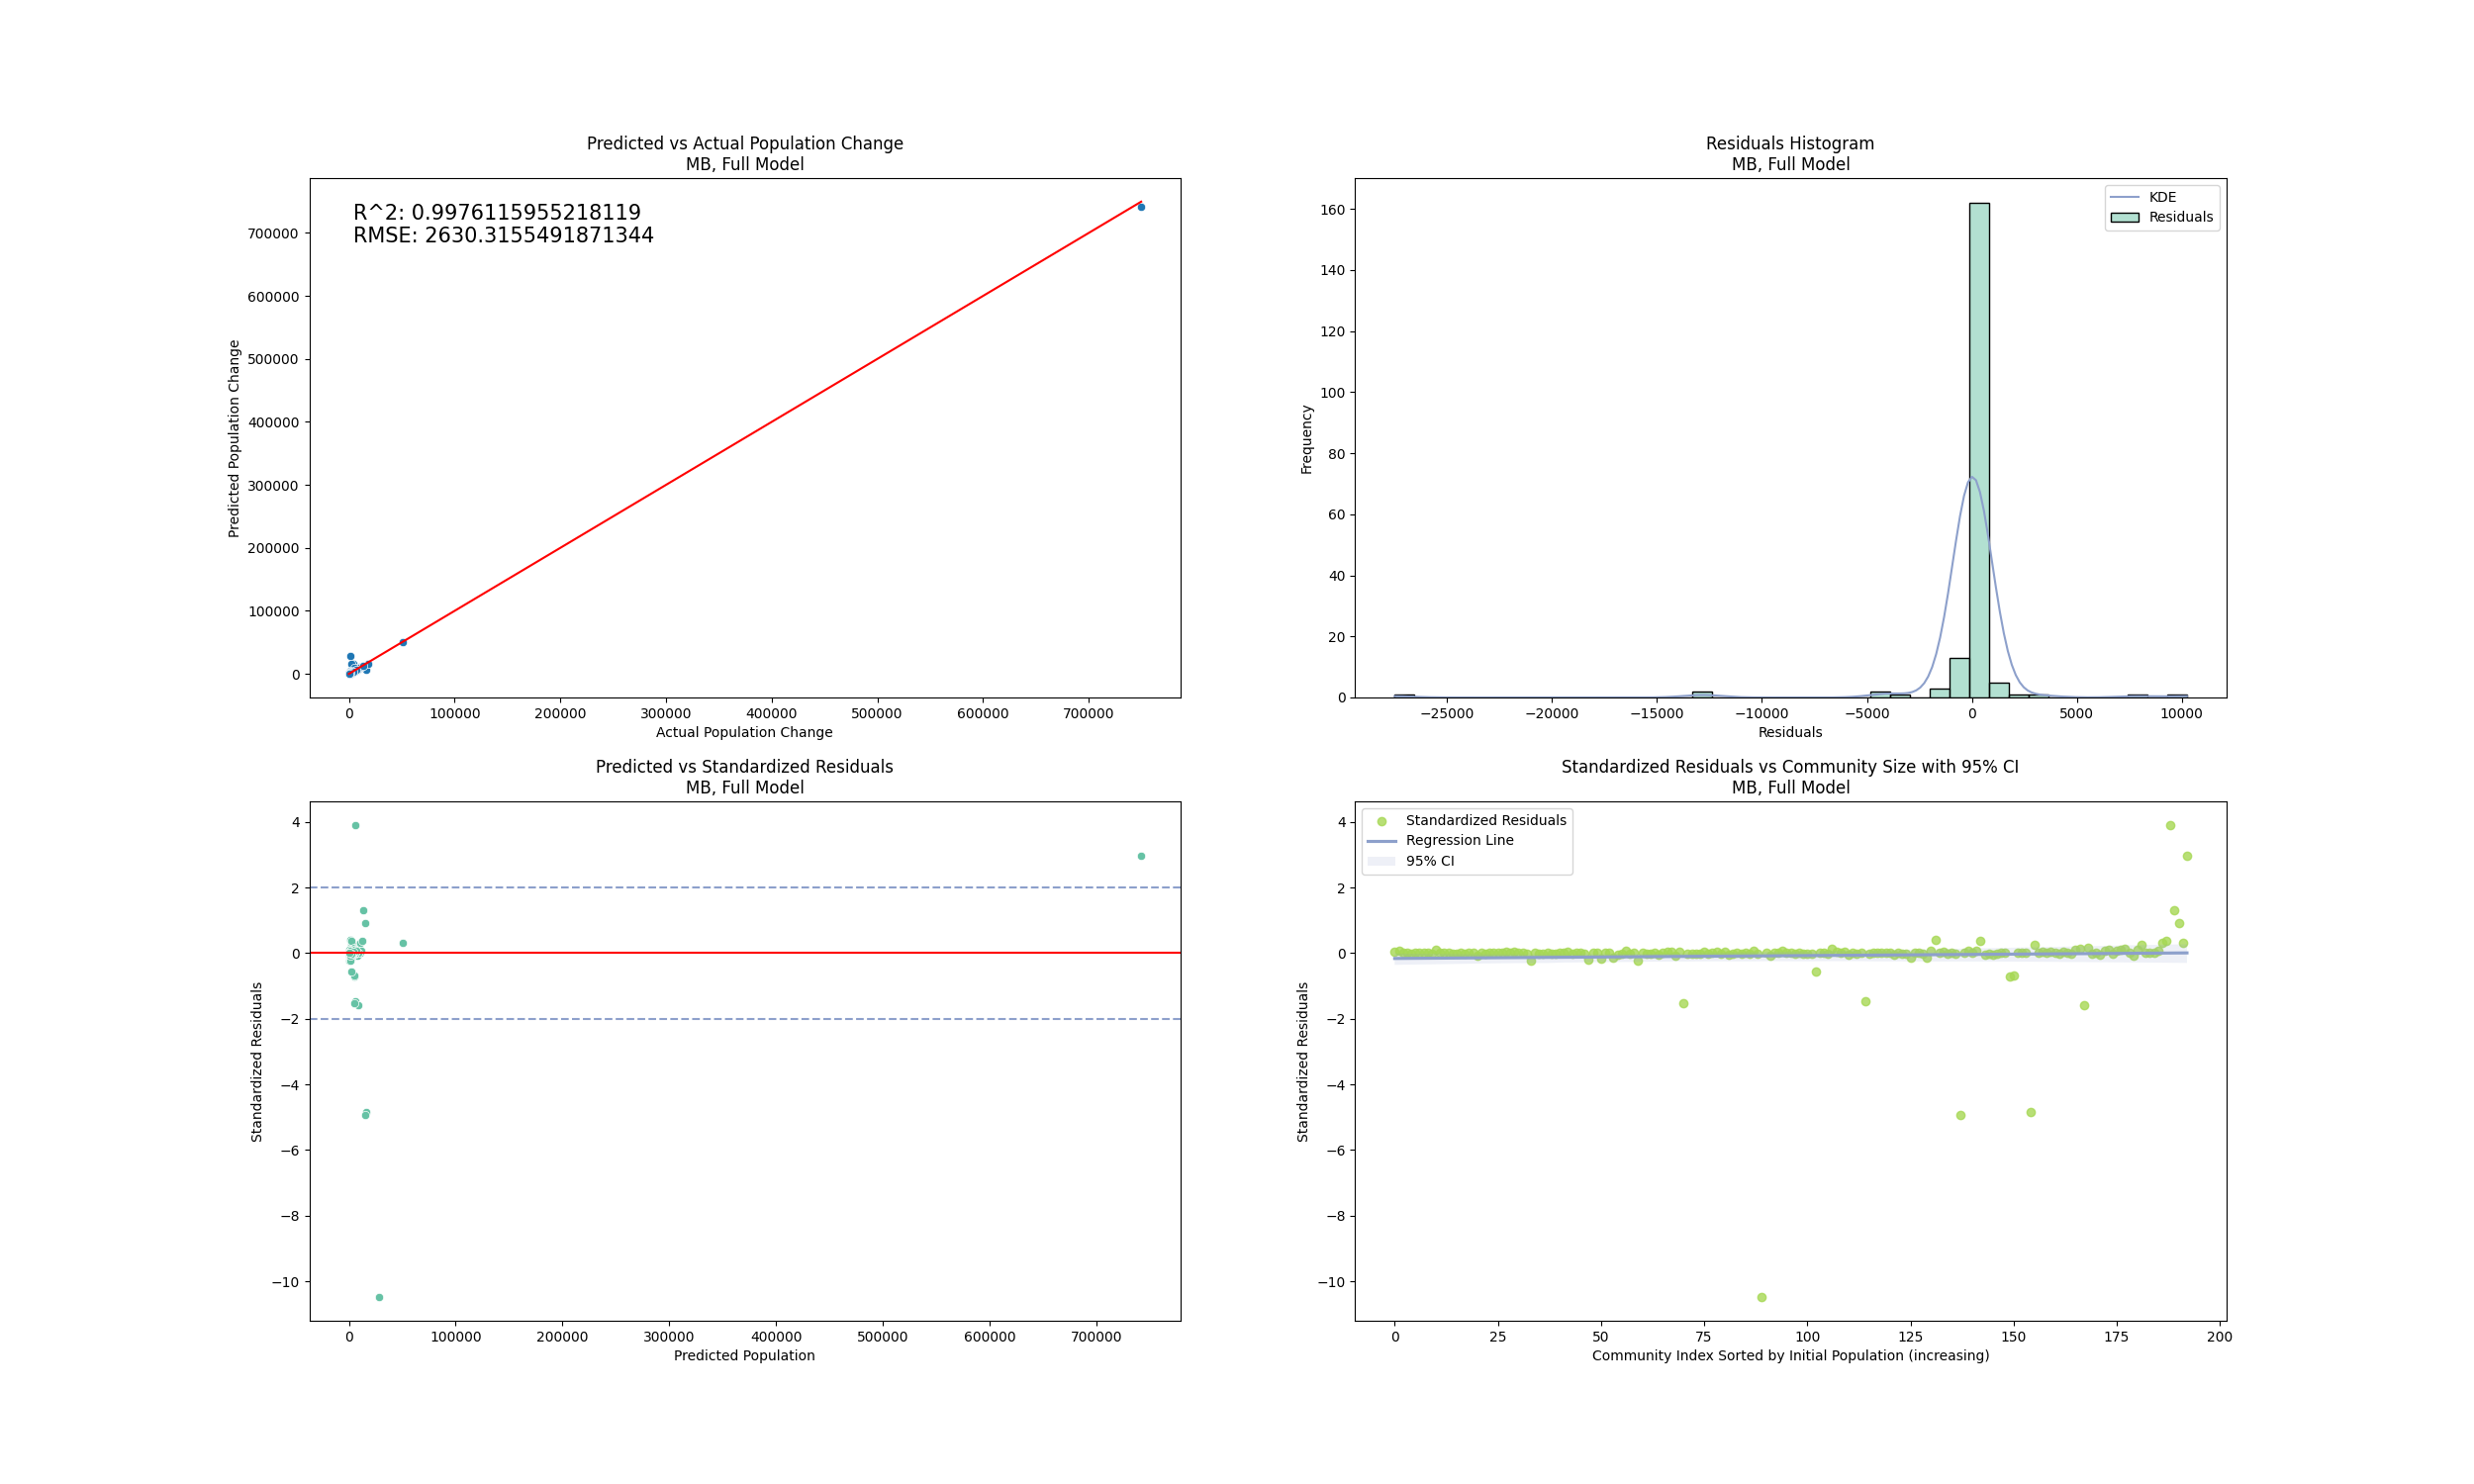 Predicted vs Actual Population Change
MB, Full Model
R^2: 0.9976115955218119
RMSE: 2630.3155491871344
700000
600000
500000
400000
300000
200000
100000
0
Predicted Population Change
0 100000 200000 300000 400000 500000 600000 700000
Actual Population Change
Residuals Histogram
MB, Full Model
KDE
Residuals
160
140
120
100
80
60
40
20
0
Frequency
−25000 −20000 −15000 −10000 −5000 0 5000 10000
Residuals
Predicted vs Standardized Residuals
MB, Full Model
4
2
0
−2
−4
−6
−8
−10
Standardized Residuals
0 100000 200000 300000 400000 500000 600000 700000
Predicted Population
Standardized Residuals vs Community Size with 95% CI
MB, Full Model
Standardized Residuals
Regression Line
95% CI
4
2
0
−2
−4
−6
−8
−10
Standardized Residuals
0 25 50 75 100 125 150 175 200
Community Index Sorted by Initial Population (increasing)